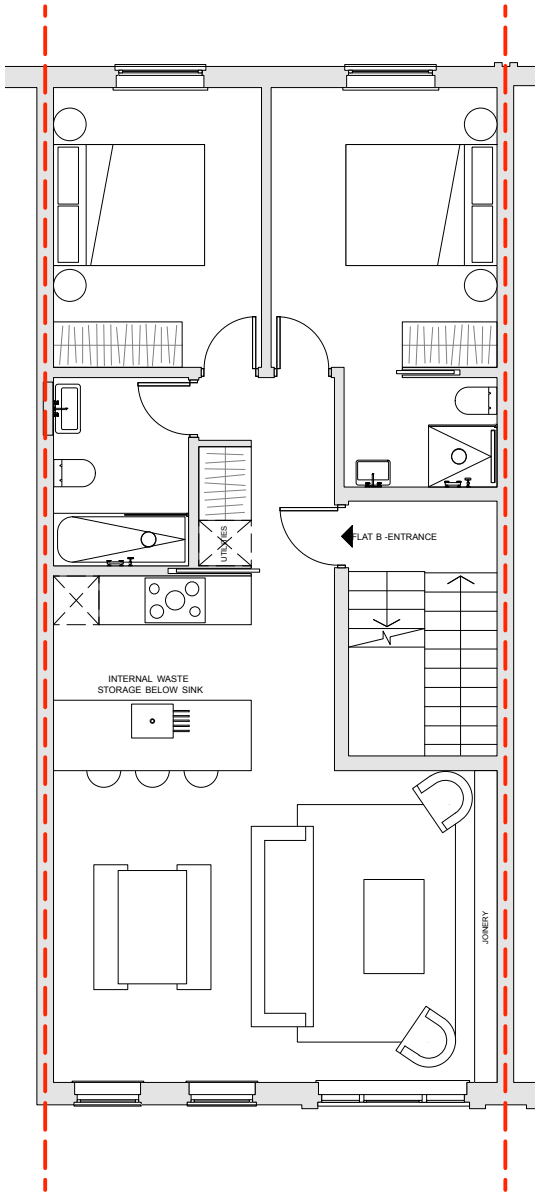 UTILITIES
FLAT B -ENTRANCE
INTERNAL WASTE
STORAGE BELOW SINK
JOINERY